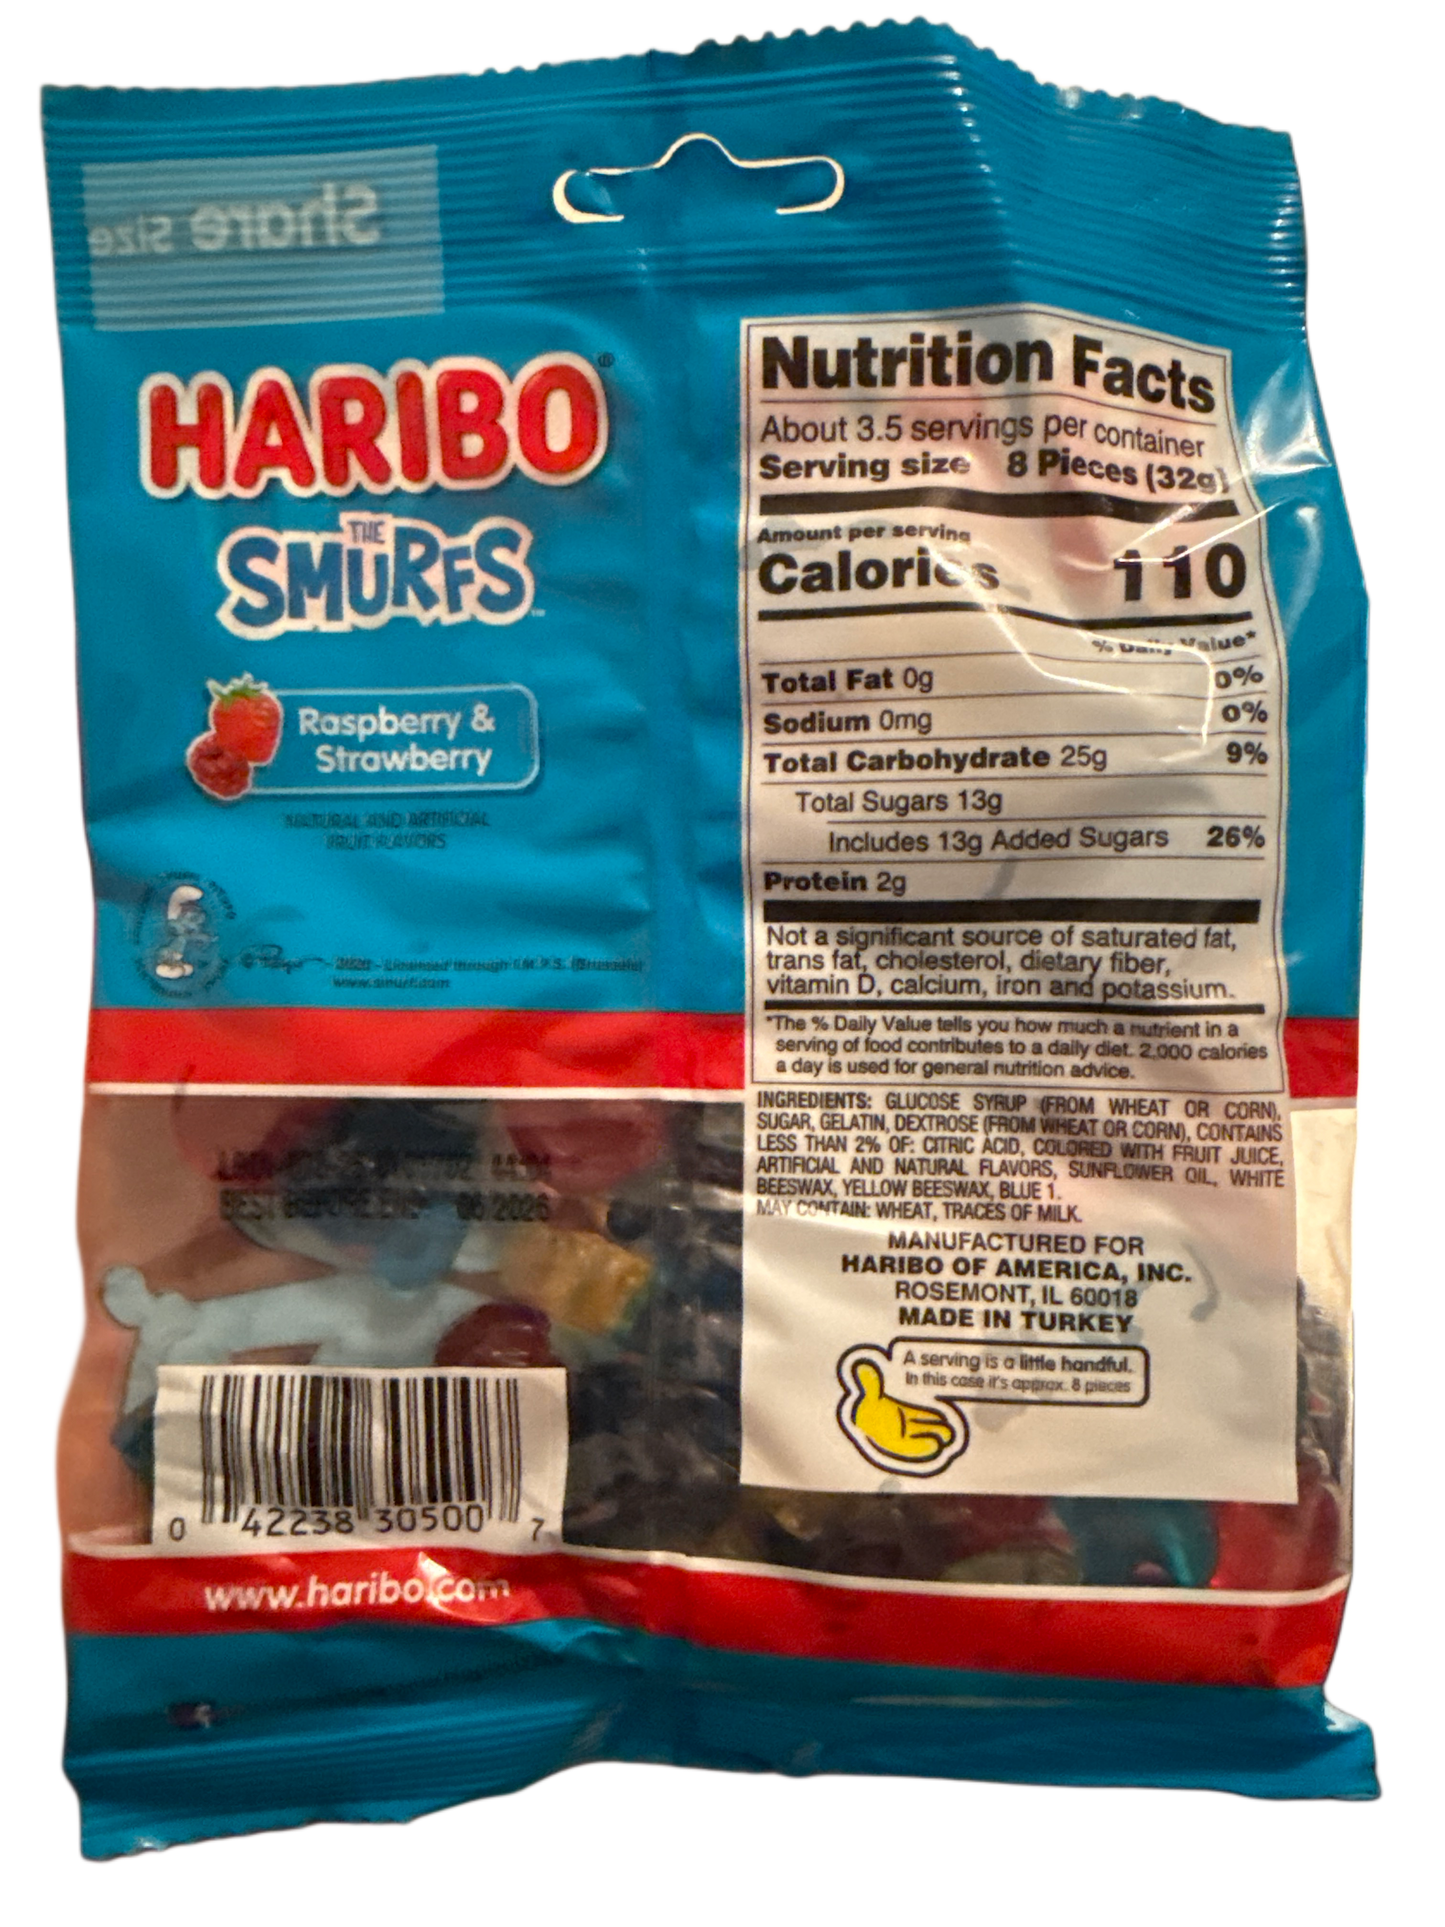 Share Size
HARIBO®
THE
SMURFS™
Raspberry &
Strawberry
NATURAL AND ARTIFICIAL
FRUIT FLAVORS
Licensed through I.M.P.S. (Brussels)
www.smurf.com
BEST BEFORE END 06/2026
0 42238 30500 7
www.haribo.com
Nutrition Facts
About 3.5 servings per container
Serving size 8 Pieces (32g)
Amount per serving
Calories 110
% Daily Value*
Total Fat 0g 0%
Sodium 0mg 0%
Total Carbohydrate 25g 9%
Total Sugars 13g
Includes 13g Added Sugars 26%
Protein 2g
Not a significant source of saturated fat,
trans fat, cholesterol, dietary fiber,
vitamin D, calcium, iron and potassium.
*The % Daily Value tells you how much a nutrient in a
serving of food contributes to a daily diet. 2,000 calories
a day is used for general nutrition advice.
INGREDIENTS: GLUCOSE SYRUP (FROM WHEAT OR CORN),
SUGAR, GELATIN, DEXTROSE (FROM WHEAT OR CORN), CONTAINS
LESS THAN 2% OF: CITRIC ACID, COLORED WITH FRUIT JUICE,
ARTIFICIAL AND NATURAL FLAVORS, SUNFLOWER OIL, WHITE
BEESWAX, YELLOW BEESWAX, BLUE 1.
MAY CONTAIN: WHEAT, TRACES OF MILK.
MANUFACTURED FOR
HARIBO OF AMERICA, INC.
ROSEMONT, IL 60018
MADE IN TURKEY
A serving is a little handful.
In this case it's approx. 8 pieces